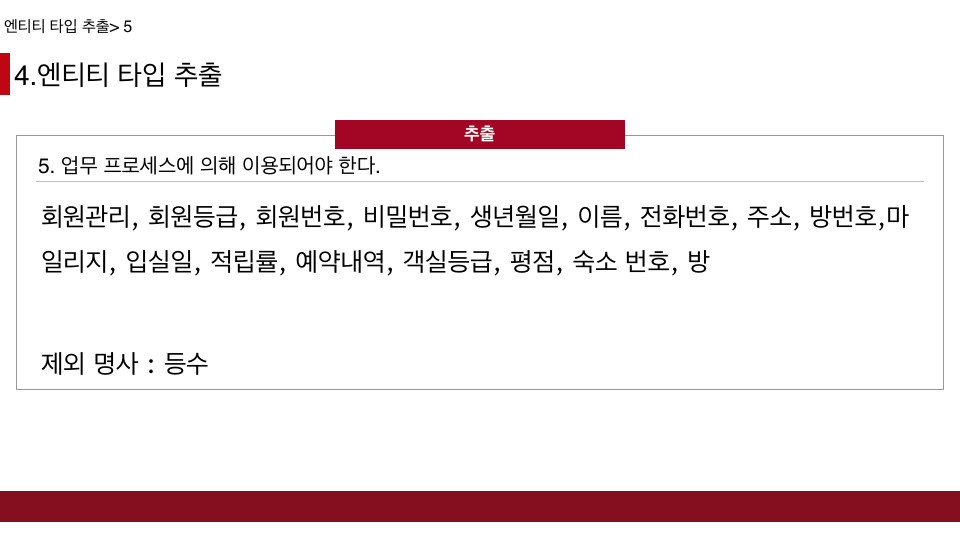 엔티티 타입 추출> 5
4.엔티티 타입 추출
추출
5. 업무 프로세스에 의해 이용되어야 한다.
회원관리, 회원등급, 회원번호, 비밀번호, 생년월일, 이름, 전화번호, 주소, 방번호,마
일리지, 입실일, 적립률, 예약내역, 객실등급, 평점, 숙소 번호, 방
제외 명사 : 등수